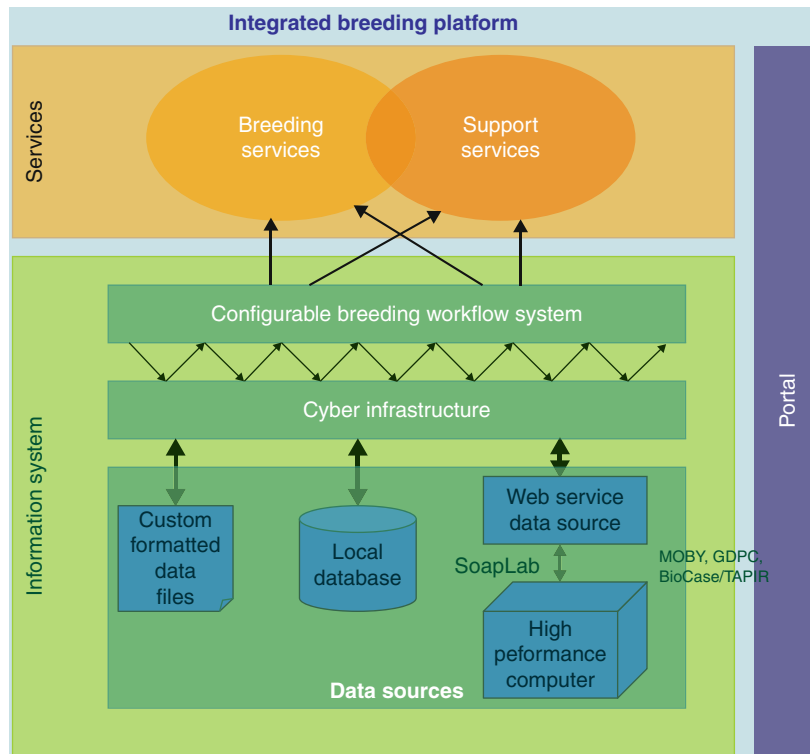 Integrated breeding platform
Services
Breeding
services
Support
services
Portal
Information system
Configurable breeding workflow system
Cyber infrastructure
Custom
formatted
data
files
Local
database
Web service
data source
SoapLab
MOBY, GDPC,
BioCase/TAPIR
High
peformance
computer
Data sources